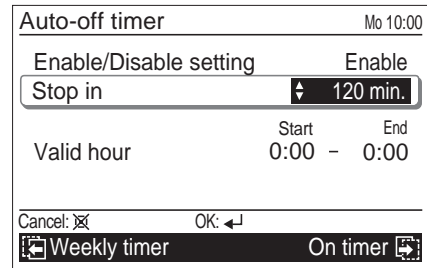 Auto-off timer Mo 10:00
Enable/Disable setting Enable
Stop in 120 min.
Start End
Valid hour 0:00 – 0:00
Cancel: OK:
Weekly timer On timer